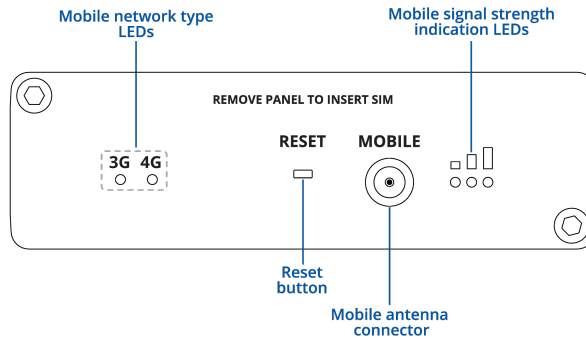 Mobile network type
LEDs
Mobile signal strength
indication LEDs
REMOVE PANEL TO INSERT SIM
RESET
MOBILE
3G 4G
Reset
button
Mobile antenna
connector